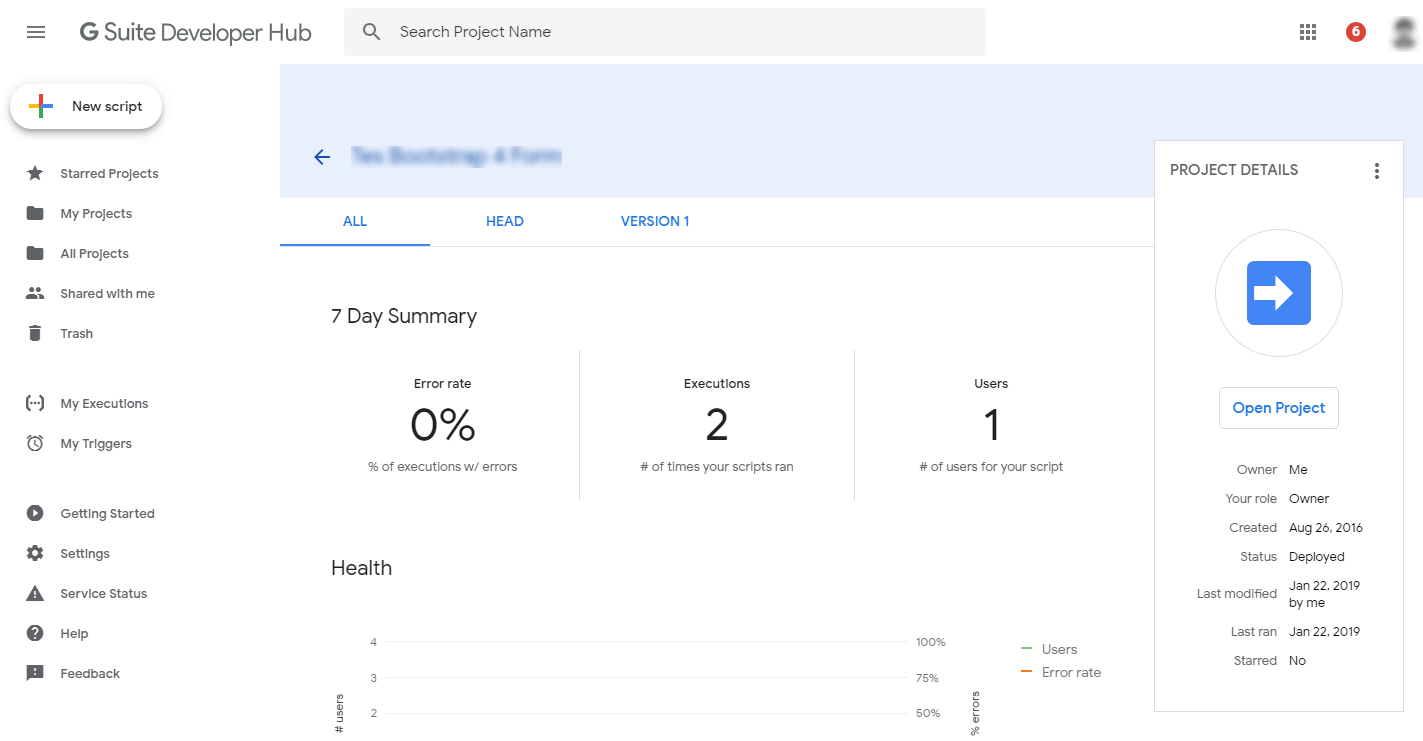 G Suite Developer Hub
Search Project Name
6
New script
Starred Projects
My Projects
All Projects
Shared with me
Trash
My Executions
My Triggers
Getting Started
Settings
Service Status
Help
Feedback
Tes Bootstrap 4 Form
ALL HEAD VERSION 1
7 Day Summary
Error rate
0%
% of executions w/ errors
Executions
2
# of times your scripts ran
Users
1
# of users for your script
Health
4
3
2
# users
100%
75%
50%
% errors
Users
Error rate
PROJECT DETAILS
Open Project
Owner Me
Your role Owner
Created Aug 26, 2016
Status Deployed
Last modified Jan 22, 2019
by me
Last ran Jan 22, 2019
Starred No